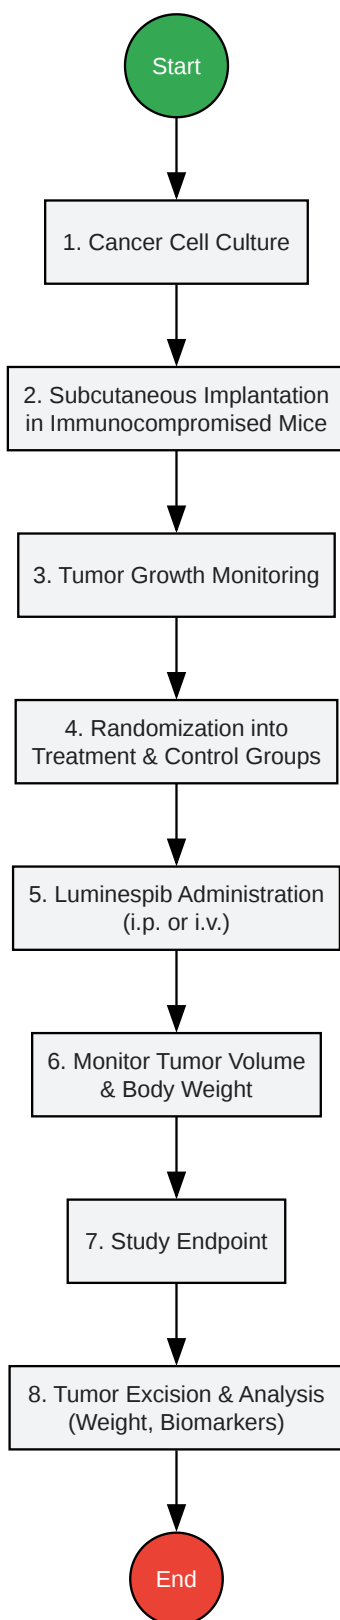 Start
1. Cancer Cell Culture
2. Subcutaneous Implantation
in Immunocompromised Mice
3. Tumor Growth Monitoring
4. Randomization into
Treatment & Control Groups
5. Luminespib Administration
(i.p. or i.v.)
6. Monitor Tumor Volume
& Body Weight
7. Study Endpoint
8. Tumor Excision & Analysis
(Weight, Biomarkers)
End